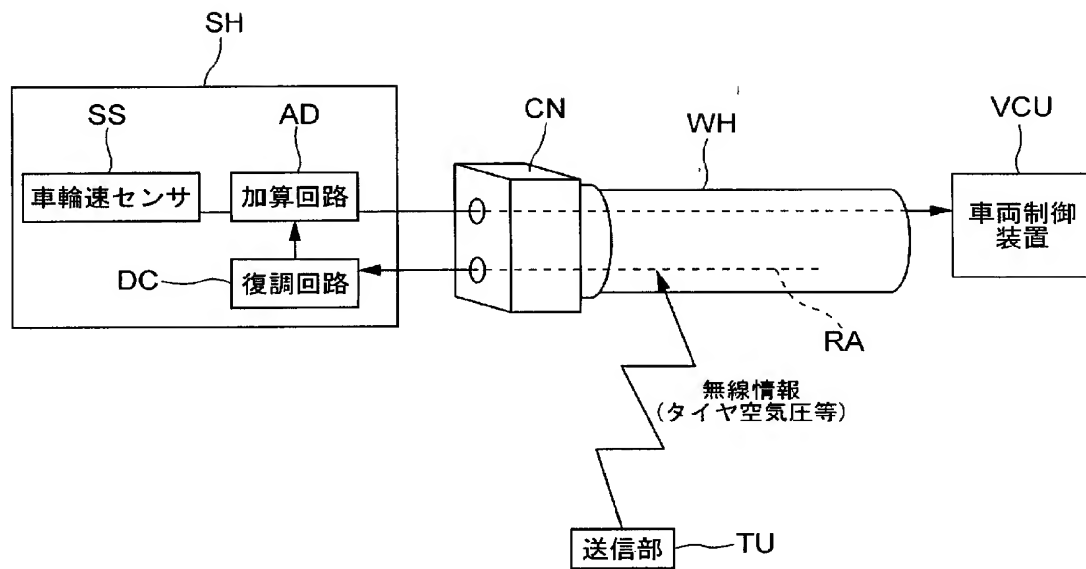 SH
SS
AD
CN
WH
VCU
車輪速センサ
加算回路
車両制御
装置
DC
復調回路
RA
無線情報
(タイヤ空気圧等)
送信部
TU